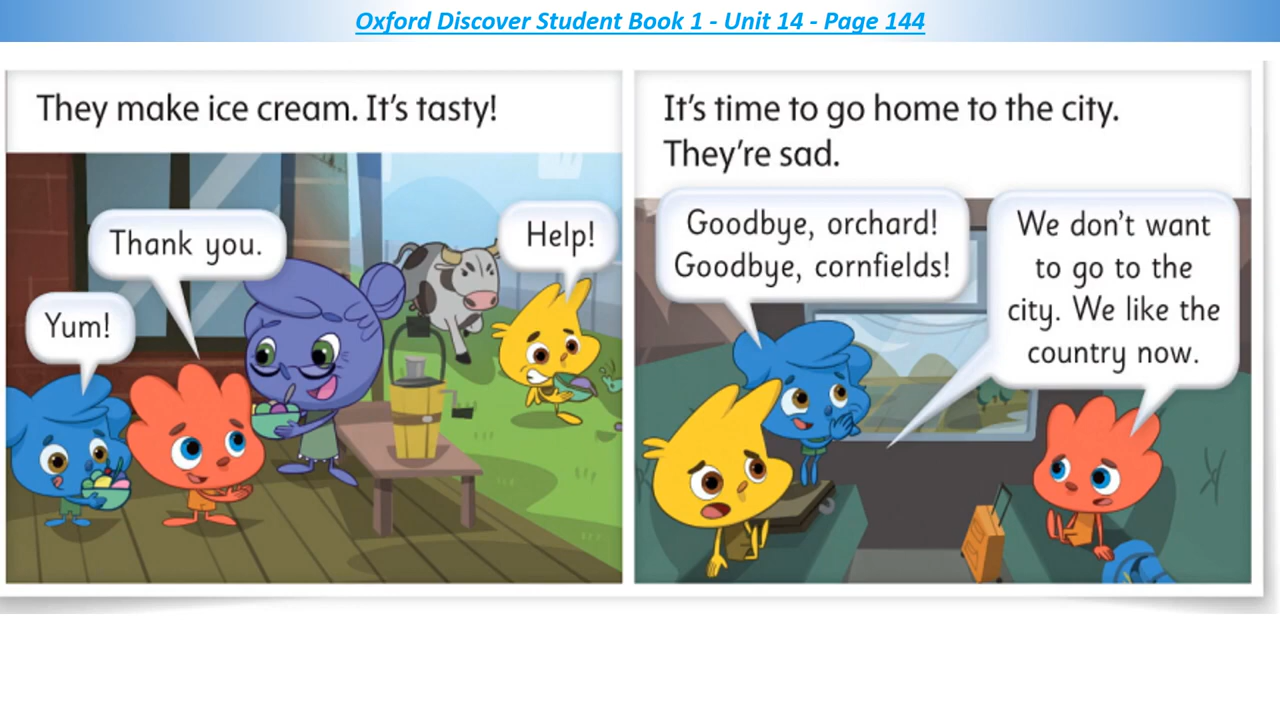 Oxford Discover Student Book 1 - Unit 14 - Page 144
They make ice cream. It's tasty!
Yum!
Thank you.
Help!
It's time to go home to the city.
They're sad.
Goodbye, orchard!
Goodbye, cornfields!
We don't want
to go to the
city. We like the
country now.